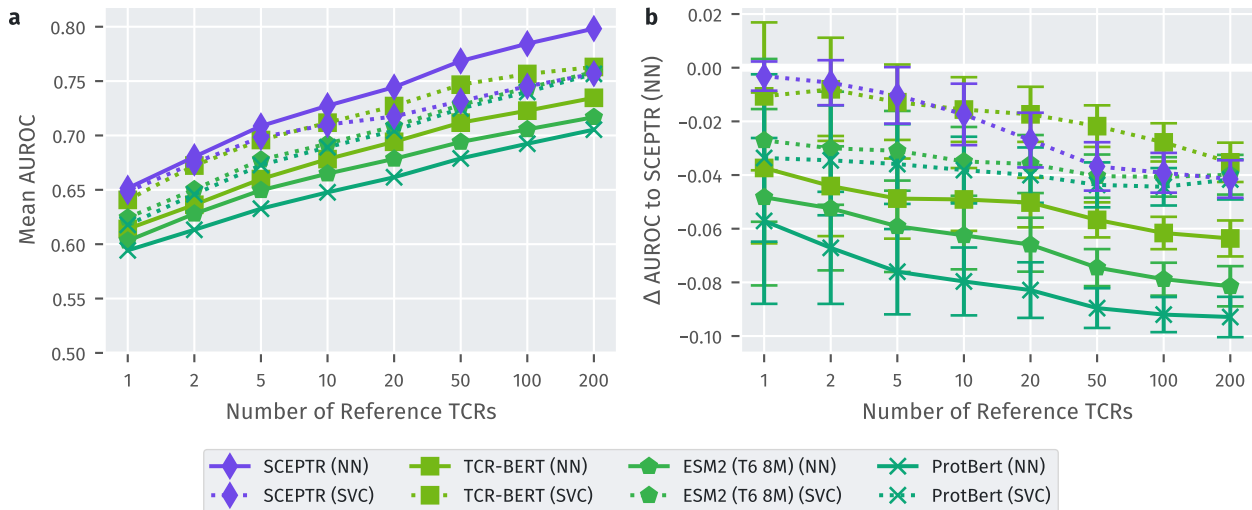 a
Mean AUROC
0.80
0.75
0.70
0.65
0.60
0.55
0.50
1 2 5 10 20 50 100 200
Number of Reference TCRs
b
Δ AUROC to SCEPTR (NN)
0.02
0.00
−0.02
−0.04
−0.06
−0.08
−0.10
1 2 5 10 20 50 100 200
Number of Reference TCRs
SCEPTR (NN) TCR-BERT (NN) ESM2 (T6 8M) (NN) ProtBert (NN)
SCEPTR (SVC) TCR-BERT (SVC) ESM2 (T6 8M) (SVC) ProtBert (SVC)